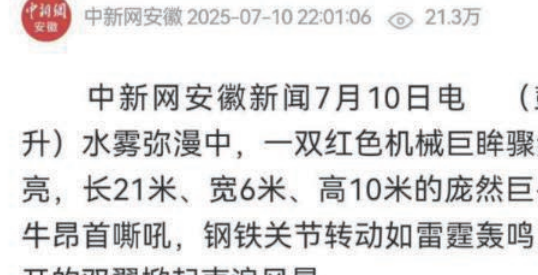 中新网
安徽
中新网安徽 2025-07-10 22:01:06 21.3万
中新网安徽新闻7月10日电 （
升）水雾弥漫中，一双红色机械巨眸骤
亮，长21米、宽6米、高10米的庞然巨
牛昂首嘶吼，钢铁关节转动如雷霆轰鸣